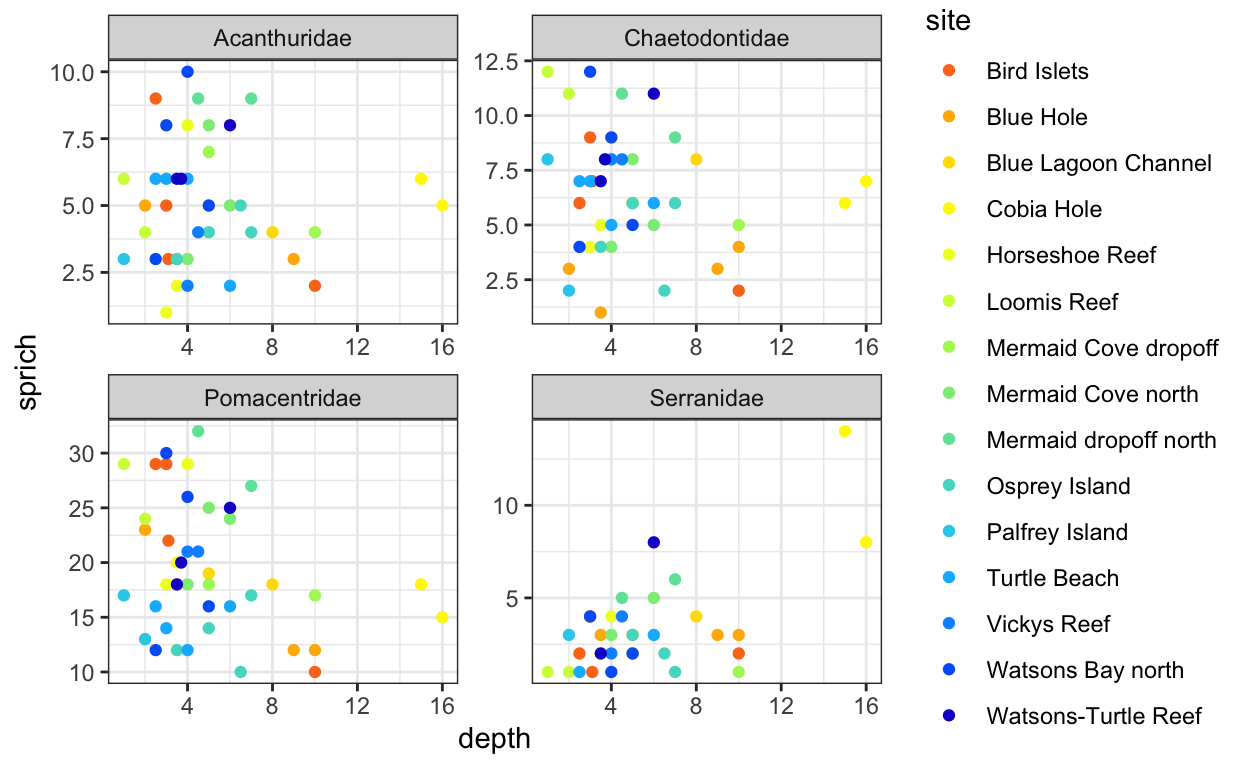 site
Acanthuridae
Chaetodontidae
10.0
7.5
5.0
2.5
4 8 12 16
12.5
10.0
7.5
5.0
2.5
4 8 12 16
Pomacentridae
Serranidae
30
25
20
15
10
4 8 12 16
10
5
4 8 12 16
sprich
depth
Bird Islets
Blue Hole
Blue Lagoon Channel
Cobia Hole
Horseshoe Reef
Loomis Reef
Mermaid Cove dropoff
Mermaid Cove north
Mermaid dropoff north
Osprey Island
Palfrey Island
Turtle Beach
Vickys Reef
Watsons Bay north
Watsons-Turtle Reef